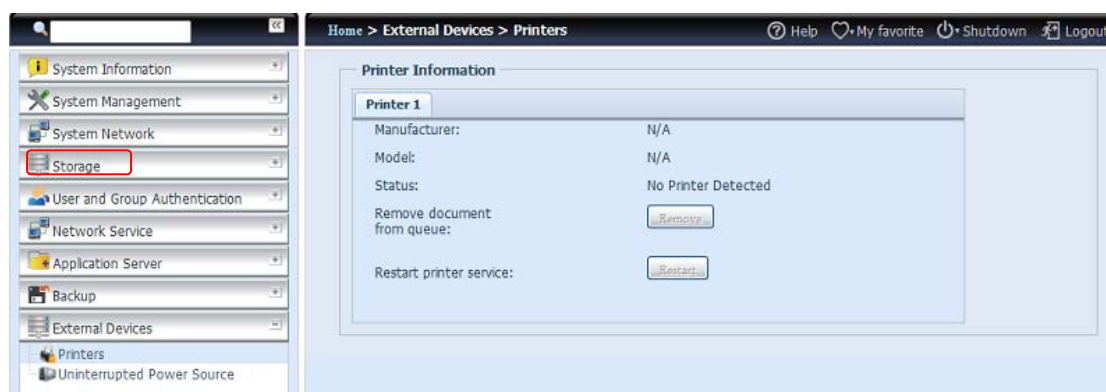 Home > External Devices > Printers
Help
My favorite
Shutdown
Logout
System Information
System Management
System Network
Storage
User and Group Authentication
Network Service
Application Server
Backup
External Devices
Printers
Uninterrupted Power Source
Printer Information
Printer 1
Manufacturer: N/A
Model: N/A
Status: No Printer Detected
Remove document
from queue:
Remove
Restart printer service: Restart